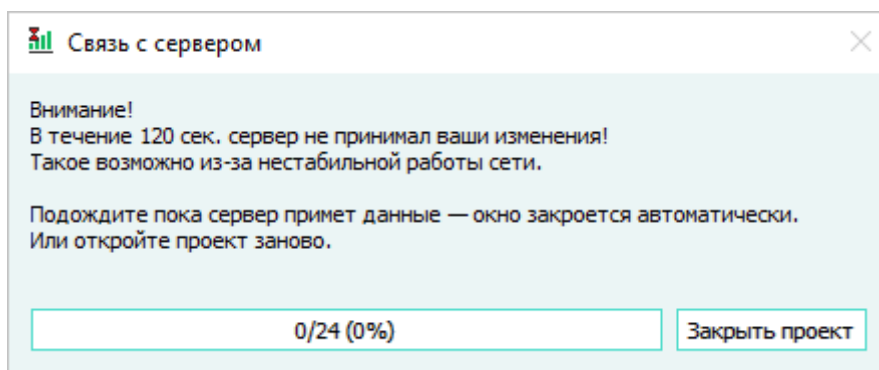 Связь с сервером
Внимание!
В течение 120 сек. сервер не принимал ваши изменения!
Такое возможно из-за нестабильной работы сети.
Подождите пока сервер примет данные — окно закроется автоматически.
Или откройте проект заново.
0/24 (0%)
Закрыть проект